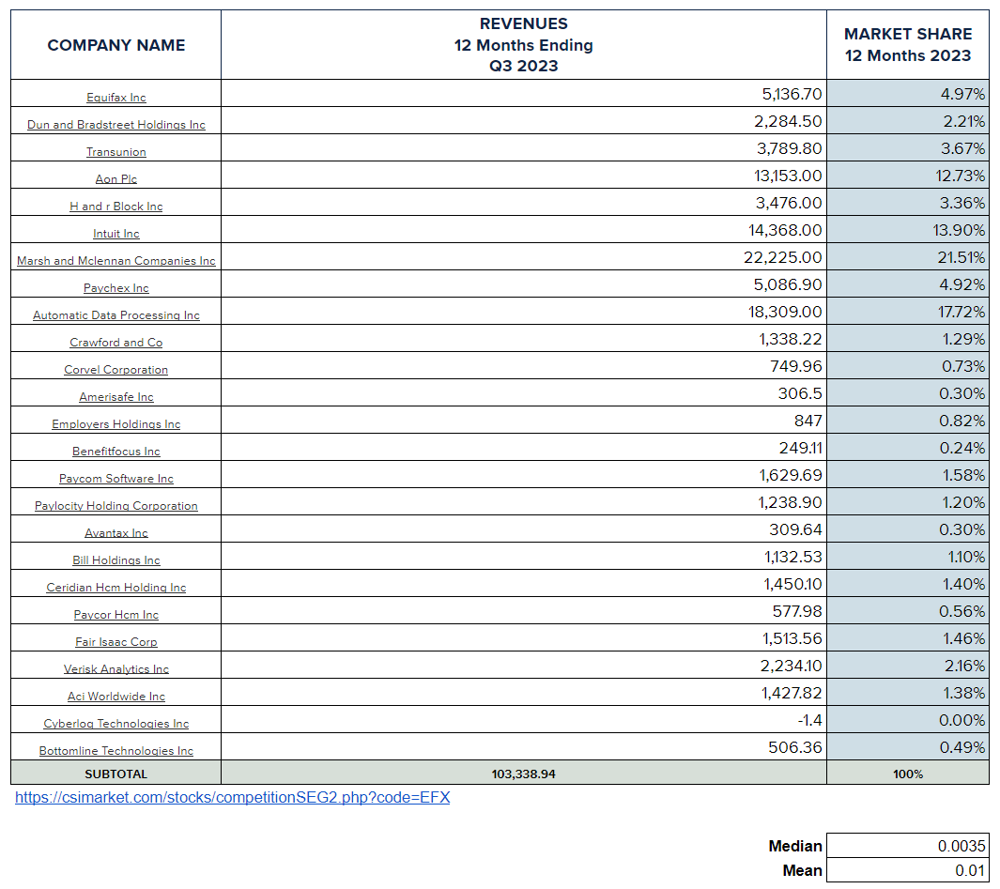 COMPANY NAME
REVENUES
12 Months Ending
Q3 2023
MARKET SHARE
12 Months 2023
Equifax Inc 5,136.70 4.97%
Dun and Bradstreet Holdings Inc 2,284.50 2.21%
Transunion 3,789.80 3.67%
Aon Plc 13,153.00 12.73%
H and r Block Inc 3,476.00 3.36%
Intuit Inc 14,368.00 13.90%
Marsh and Mclennan Companies Inc 22,225.00 21.51%
Paychex Inc 5,086.90 4.92%
Automatic Data Processing Inc 18,309.00 17.72%
Crawford and Co 1,338.22 1.29%
Corvel Corporation 749.96 0.73%
Amerisafe Inc 306.5 0.30%
Employers Holdings Inc 847 0.82%
Benefitfocus Inc 249.11 0.24%
Paycom Software Inc 1,629.69 1.58%
Paylocity Holding Corporation 1,238.90 1.20%
Avantax Inc 309.64 0.30%
Bill Holdings Inc 1,132.53 1.10%
Ceridian Hcm Holding Inc 1,450.10 1.40%
Paycor Hcm Inc 577.98 0.56%
Fair Isaac Corp 1,513.56 1.46%
Verisk Analytics Inc 2,234.10 2.16%
Aci Worldwide Inc 1,427.82 1.38%
Cyberloq Technologies Inc -1.4 0.00%
Bottomline Technologies Inc 506.36 0.49%
SUBTOTAL 103,338.94 100%
https://csimarket.com/stocks/competitionSEG2.php?code=EFX
Median 0.0035
Mean 0.01